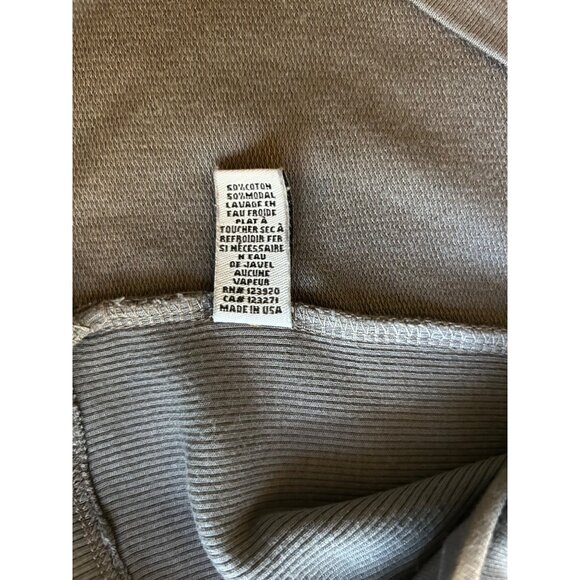 50%COTON
50%MODAL
LAVAGE EN
EAU FROIDE
PLAT À
TOUCHER SEC À
REFROIDIR FER
SI NÉCESSAIRE
N EAU
DE JAVEL
AUCUNE
VAPEUR
RN# 123920
CA# 123271
MADE IN USA